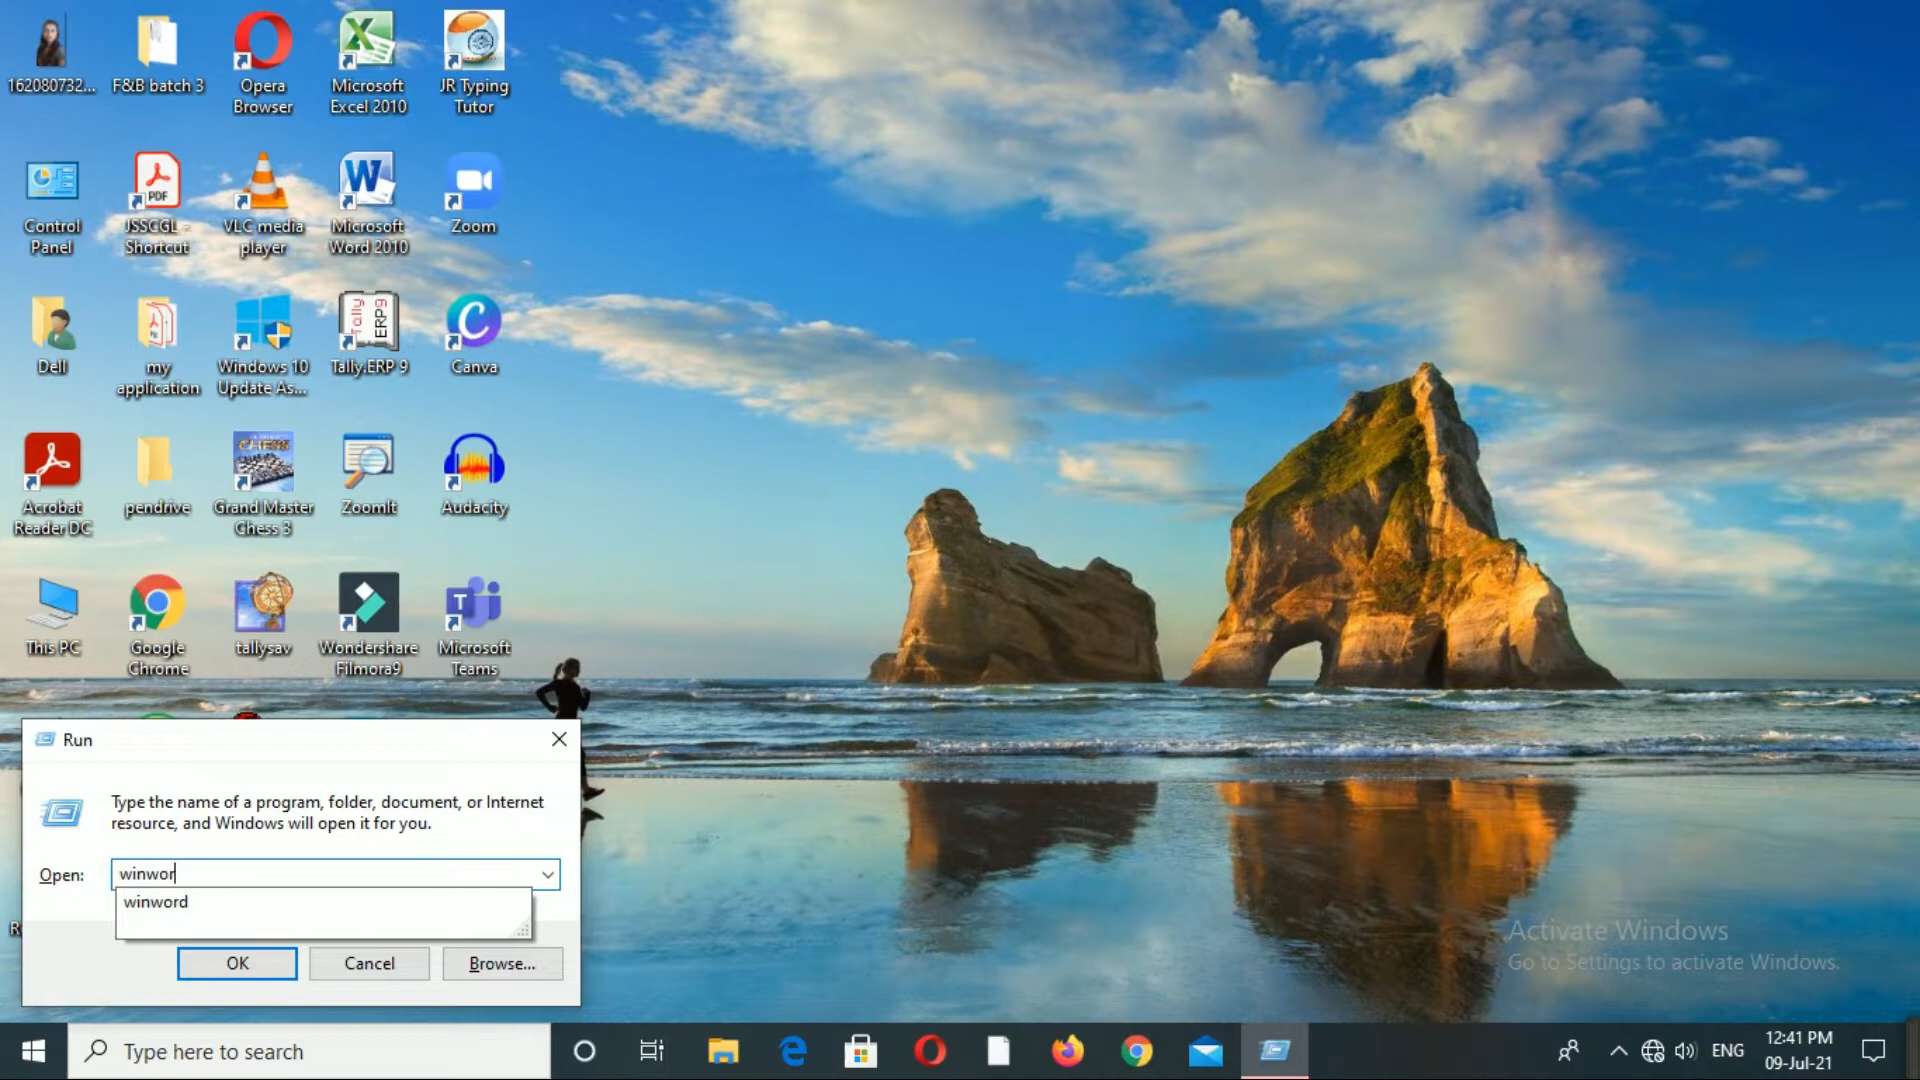 162080732...
F&B batch 3
Opera
Browser
Microsoft
Excel 2010
JR Typing
Tutor
Control
Panel
PDF
JSSCGL -
Shortcut
VLC media
player
W
Microsoft
Word 2010
Zoom
Dell
my
application
Windows 10
Update As...
Tally
ERP9
Tally.ERP 9
C
Canva
Acrobat
Reader DC
pendrive
CHESS
Grand Master
Chess 3
ZoomIt
Audacity
This PC
Google
Chrome
tallysav
Wondershare
Filmora9
T
Microsoft
Teams
Run
Type the name of a program, folder, document, or Internet
resource, and Windows will open it for you.
Open:
winwor
winword
R
OK
Cancel
Browse...
Activate Windows
Go to Settings to activate Windows.
Type here to search
ENG
12:41 PM
09-Jul-21